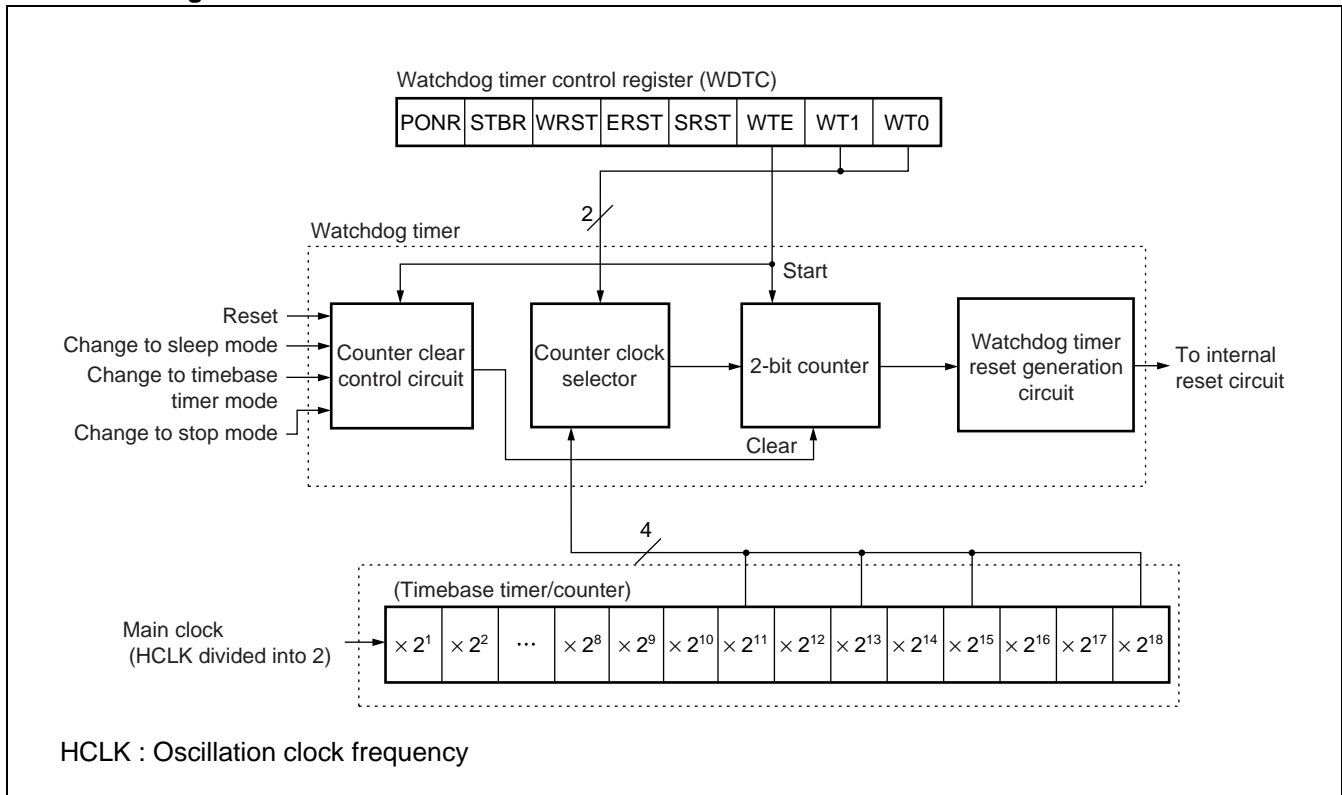 Watchdog timer control register (WDTC)
PONR STBR WRST ERST SRST WTE WT1 WT0
2
Watchdog timer
Start
Reset
Change to sleep mode
Change to timebase
timer mode
Change to stop mode
Counter clear
control circuit
Counter clock
selector
2-bit counter
Watchdog timer
reset generation
circuit
To internal
reset circuit
Clear
4
(Timebase timer/counter)
Main clock
(HCLK divided into 2)
× 2¹ × 2² ··· × 2⁸ × 2⁹ × 2¹⁰ × 2¹¹ × 2¹² × 2¹³ × 2¹⁴ × 2¹⁵ × 2¹⁶ × 2¹⁷ × 2¹⁸
HCLK : Oscillation clock frequency